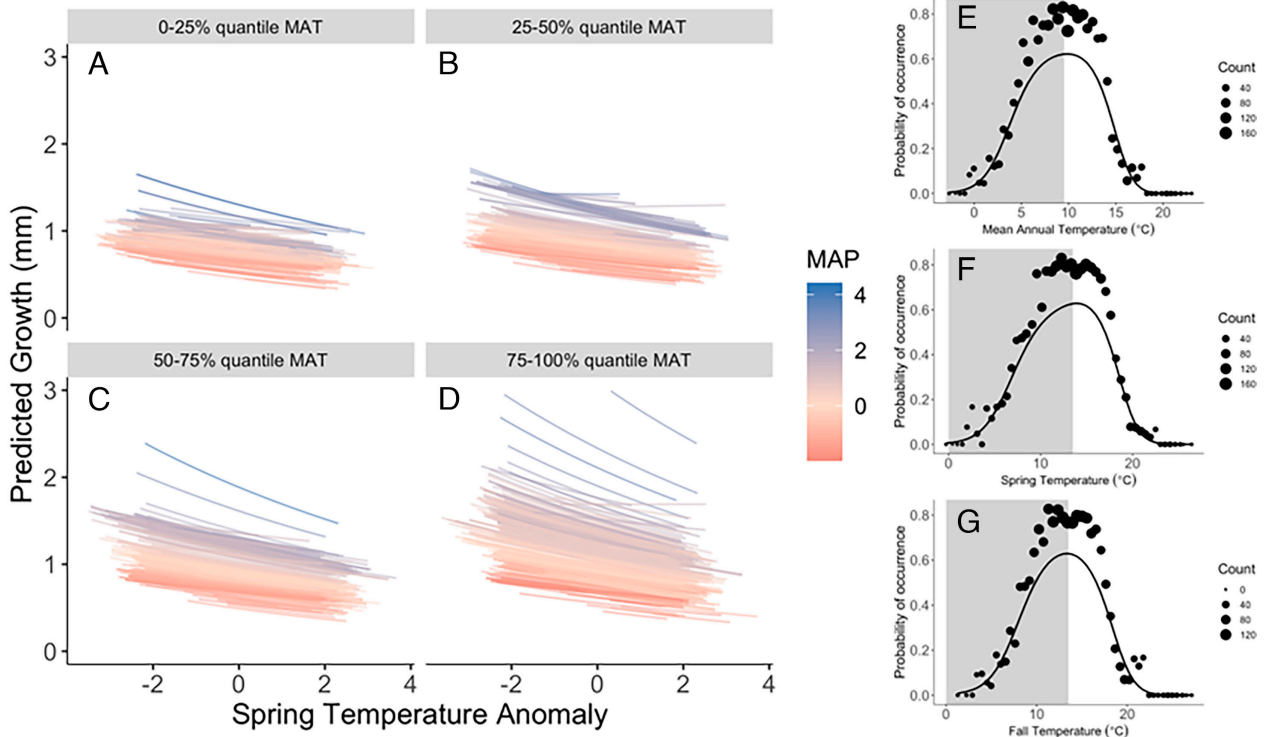 0-25% quantile MAT
25-50% quantile MAT
A
B
3
2
1
0
50-75% quantile MAT
75-100% quantile MAT
C
D
3
2
1
0
-2 0 2 4
-2 0 2 4
Predicted Growth (mm)
Spring Temperature Anomaly
MAP
4
2
0
E
Probability of occurrence
0.8
0.6
0.4
0.2
0.0
0 5 10 15 20
Mean Annual Temperature (°C)
Count
40
80
120
160
F
Probability of occurrence
0.8
0.6
0.4
0.2
0.0
0 10 20
Spring Temperature (°C)
Count
40
80
120
160
G
Probability of occurrence
0.8
0.6
0.4
0.2
0.0
0 10 20
Fall Temperature (°C)
Count
0
40
80
120